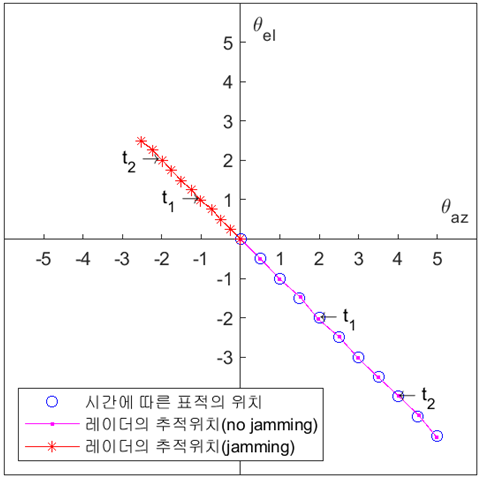 θel
5
4
3
2
1
t2
t1
θaz
-5 -4 -3 -2 -1 0 1 2 3 4 5
-1
-2
-3
t1
t2
시간에 따른 표적의 위치
레이더의 추적위치(no jamming)
레이더의 추적위치(jamming)